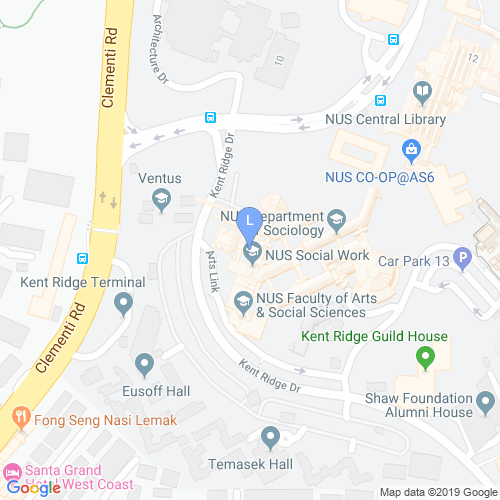 Clementi Rd
Architecture Dr
10
12
NUS Central Library
Kent Ridge Dr
NUS CO-OP@AS6
Ventus
L
NUS Department
of Sociology
NUS Social Work
Car Park 13
Arts Link
Kent Ridge Terminal
NUS Faculty of Arts
& Social Sciences
Clementi Rd
Kent Ridge Guild House
Eusoff Hall
Kent Ridge Dr
Shaw Foundation
Alumni House
Fong Seng Nasi Lemak
Temasek Hall
Santa Grand
Hotel West Coast
Google
Map data ©2019 Google